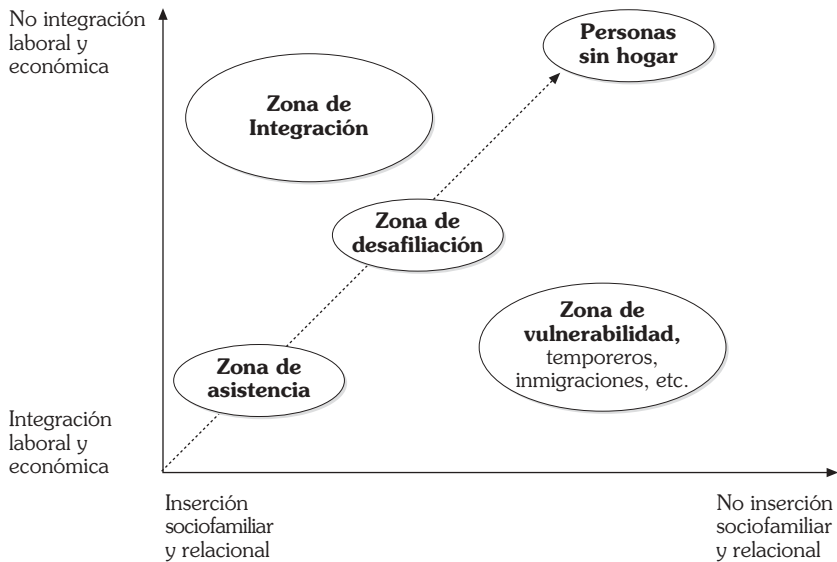 No integración
laboral y
económica
Personas
sin hogar
Zona de
Integración
Zona de
desafiliación
Zona de
vulnerabilidad,
temporeros,
inmigraciones, etc.
Zona de
asistencia
Integración
laboral y
económica
Inserción
sociofamiliar
y relacional
No inserción
sociofamiliar
y relacional